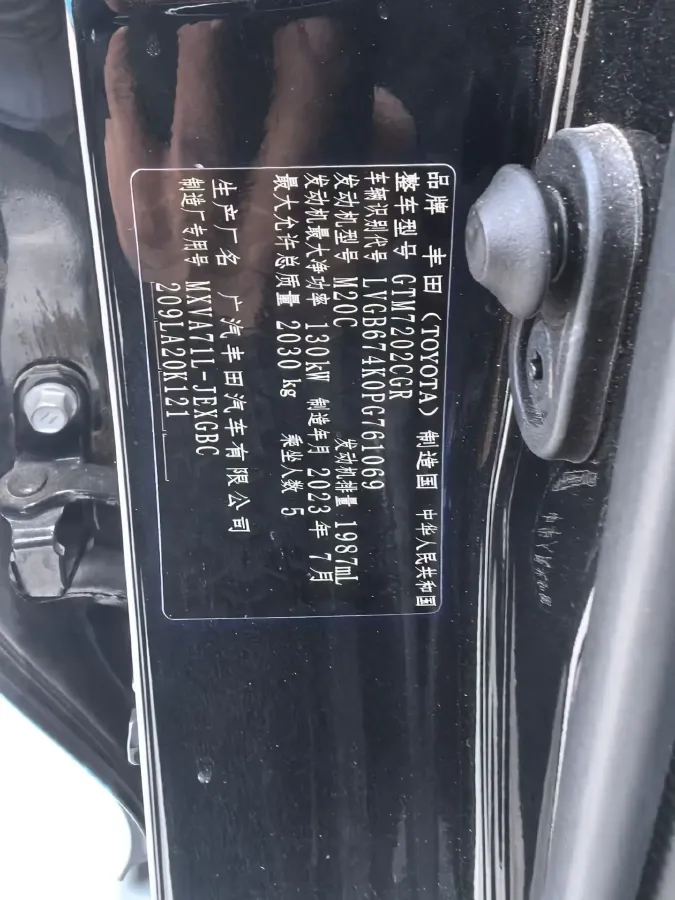 品牌 丰田 (TOYOTA) 制造国 中华人民共和国
整车型号 GTM7202CGR
车辆识别代号 LVGB674K0PG761069
发动机型号 M20C 发动机排量 1987mL
发动机最大净功率 130kW 制造年月 2023年7月
最大允许总质量 2030 kg 乘坐人数 5
生产厂名 广汽丰田汽车有限公司
制造厂专用号 MXVA71L-JEXGBC
209LA20K121